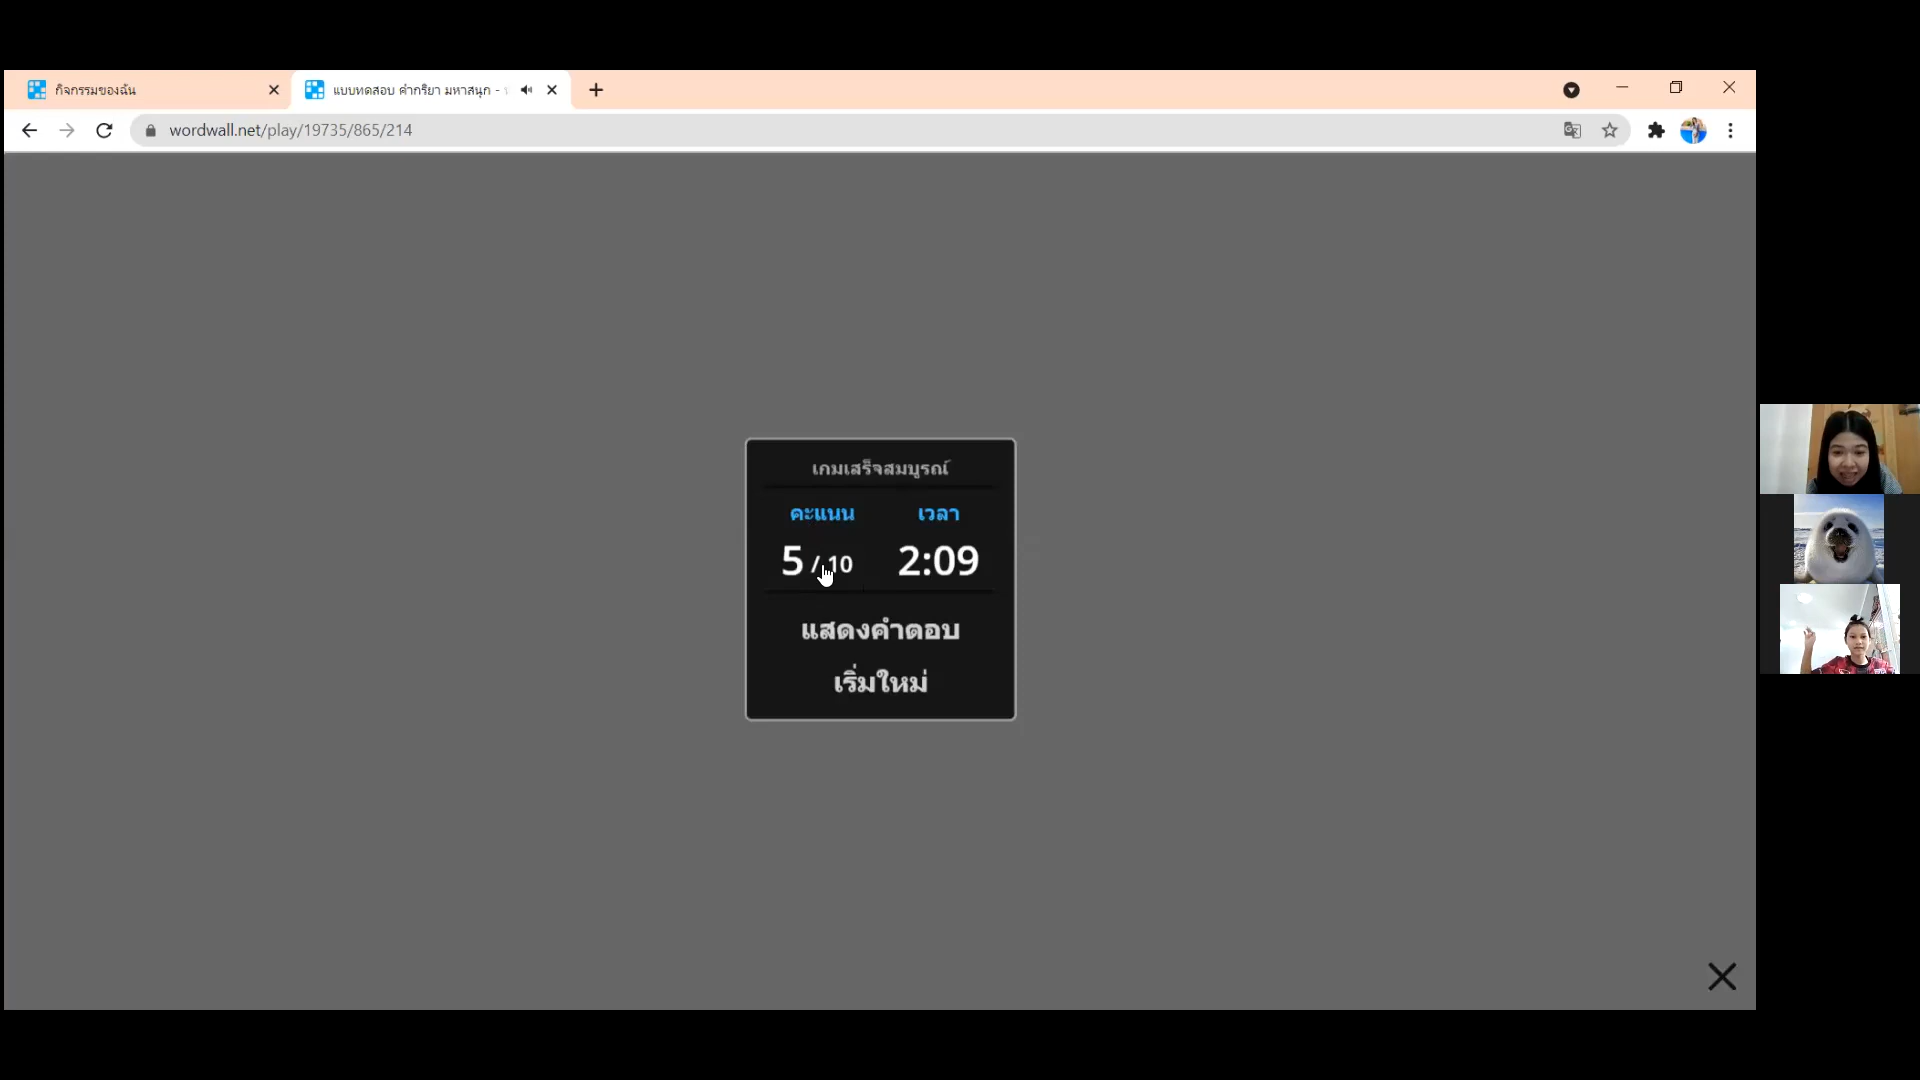 กิจกรรมของฉัน
แบบทดสอบ คำกริยา มหาสนุก -
wordwall.net/play/19735/865/214
เกมเสร็จสมบูรณ์
คะแนน เวลา
5 / 10 2:09
แสดงคำตอบ
เริ่มใหม่